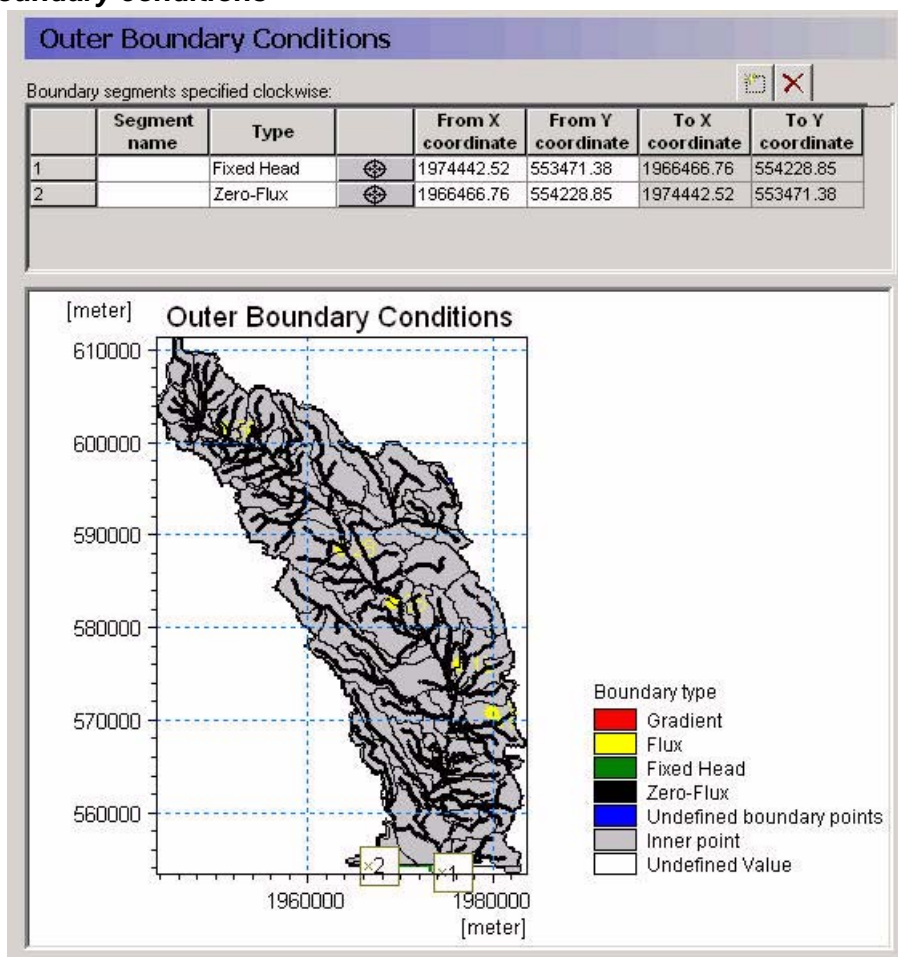 undary conditions
Outer Boundary Conditions
Boundary segments specified clockwise:
Segment name Type From X coordinate From Y coordinate To X coordinate To Y coordinate
1 Fixed Head 1974442.52 553471.38 1966466.76 554228.85
2 Zero-Flux 1966466.76 554228.85 1974442.52 553471.38
[meter]
Outer Boundary Conditions
610000
600000
590000
580000
570000
560000
×2 ×1
1960000 1980000
[meter]
Boundary type
Gradient
Flux
Fixed Head
Zero-Flux
Undefined boundary points
Inner point
Undefined Value